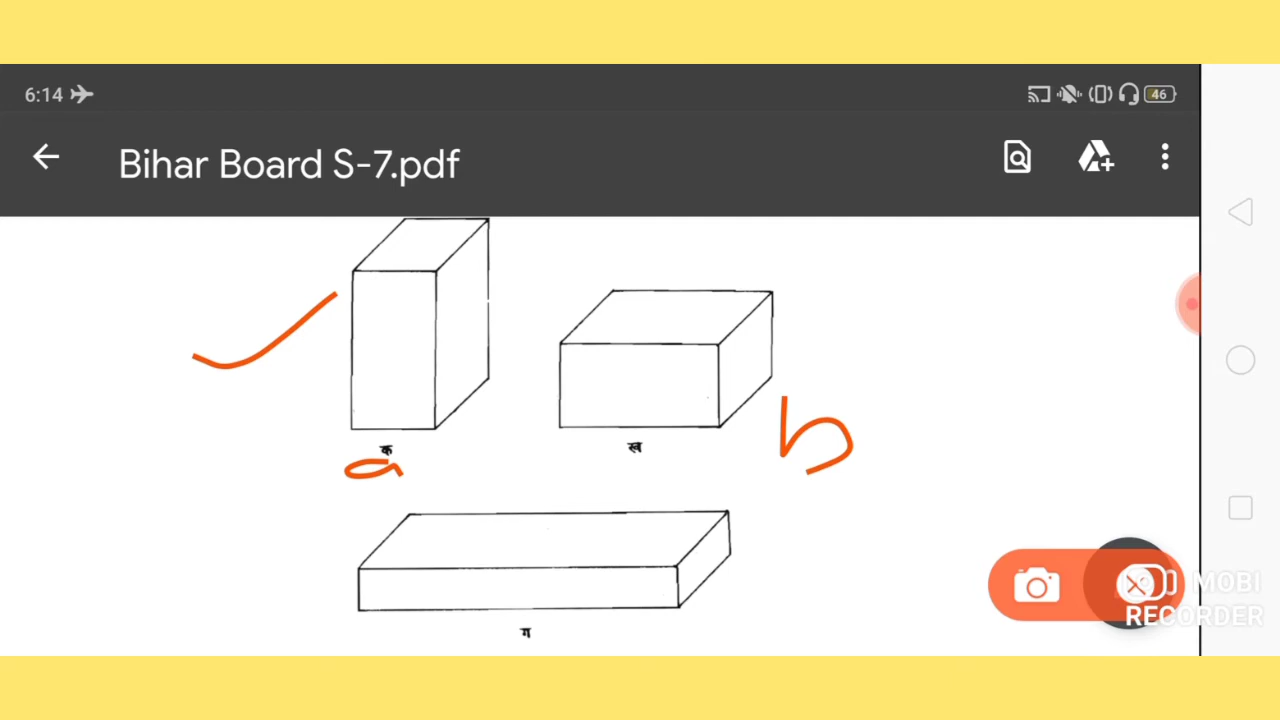 6:14 46
Bihar Board S-7.pdf
क ख
a b
ग
MOBI
RECORDER